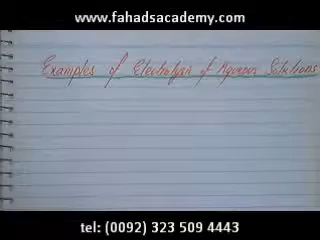 www.fahadsacademy.com
Examples of Electrolysis of Aqueous Solutions
tel: (0092) 323 509 4443